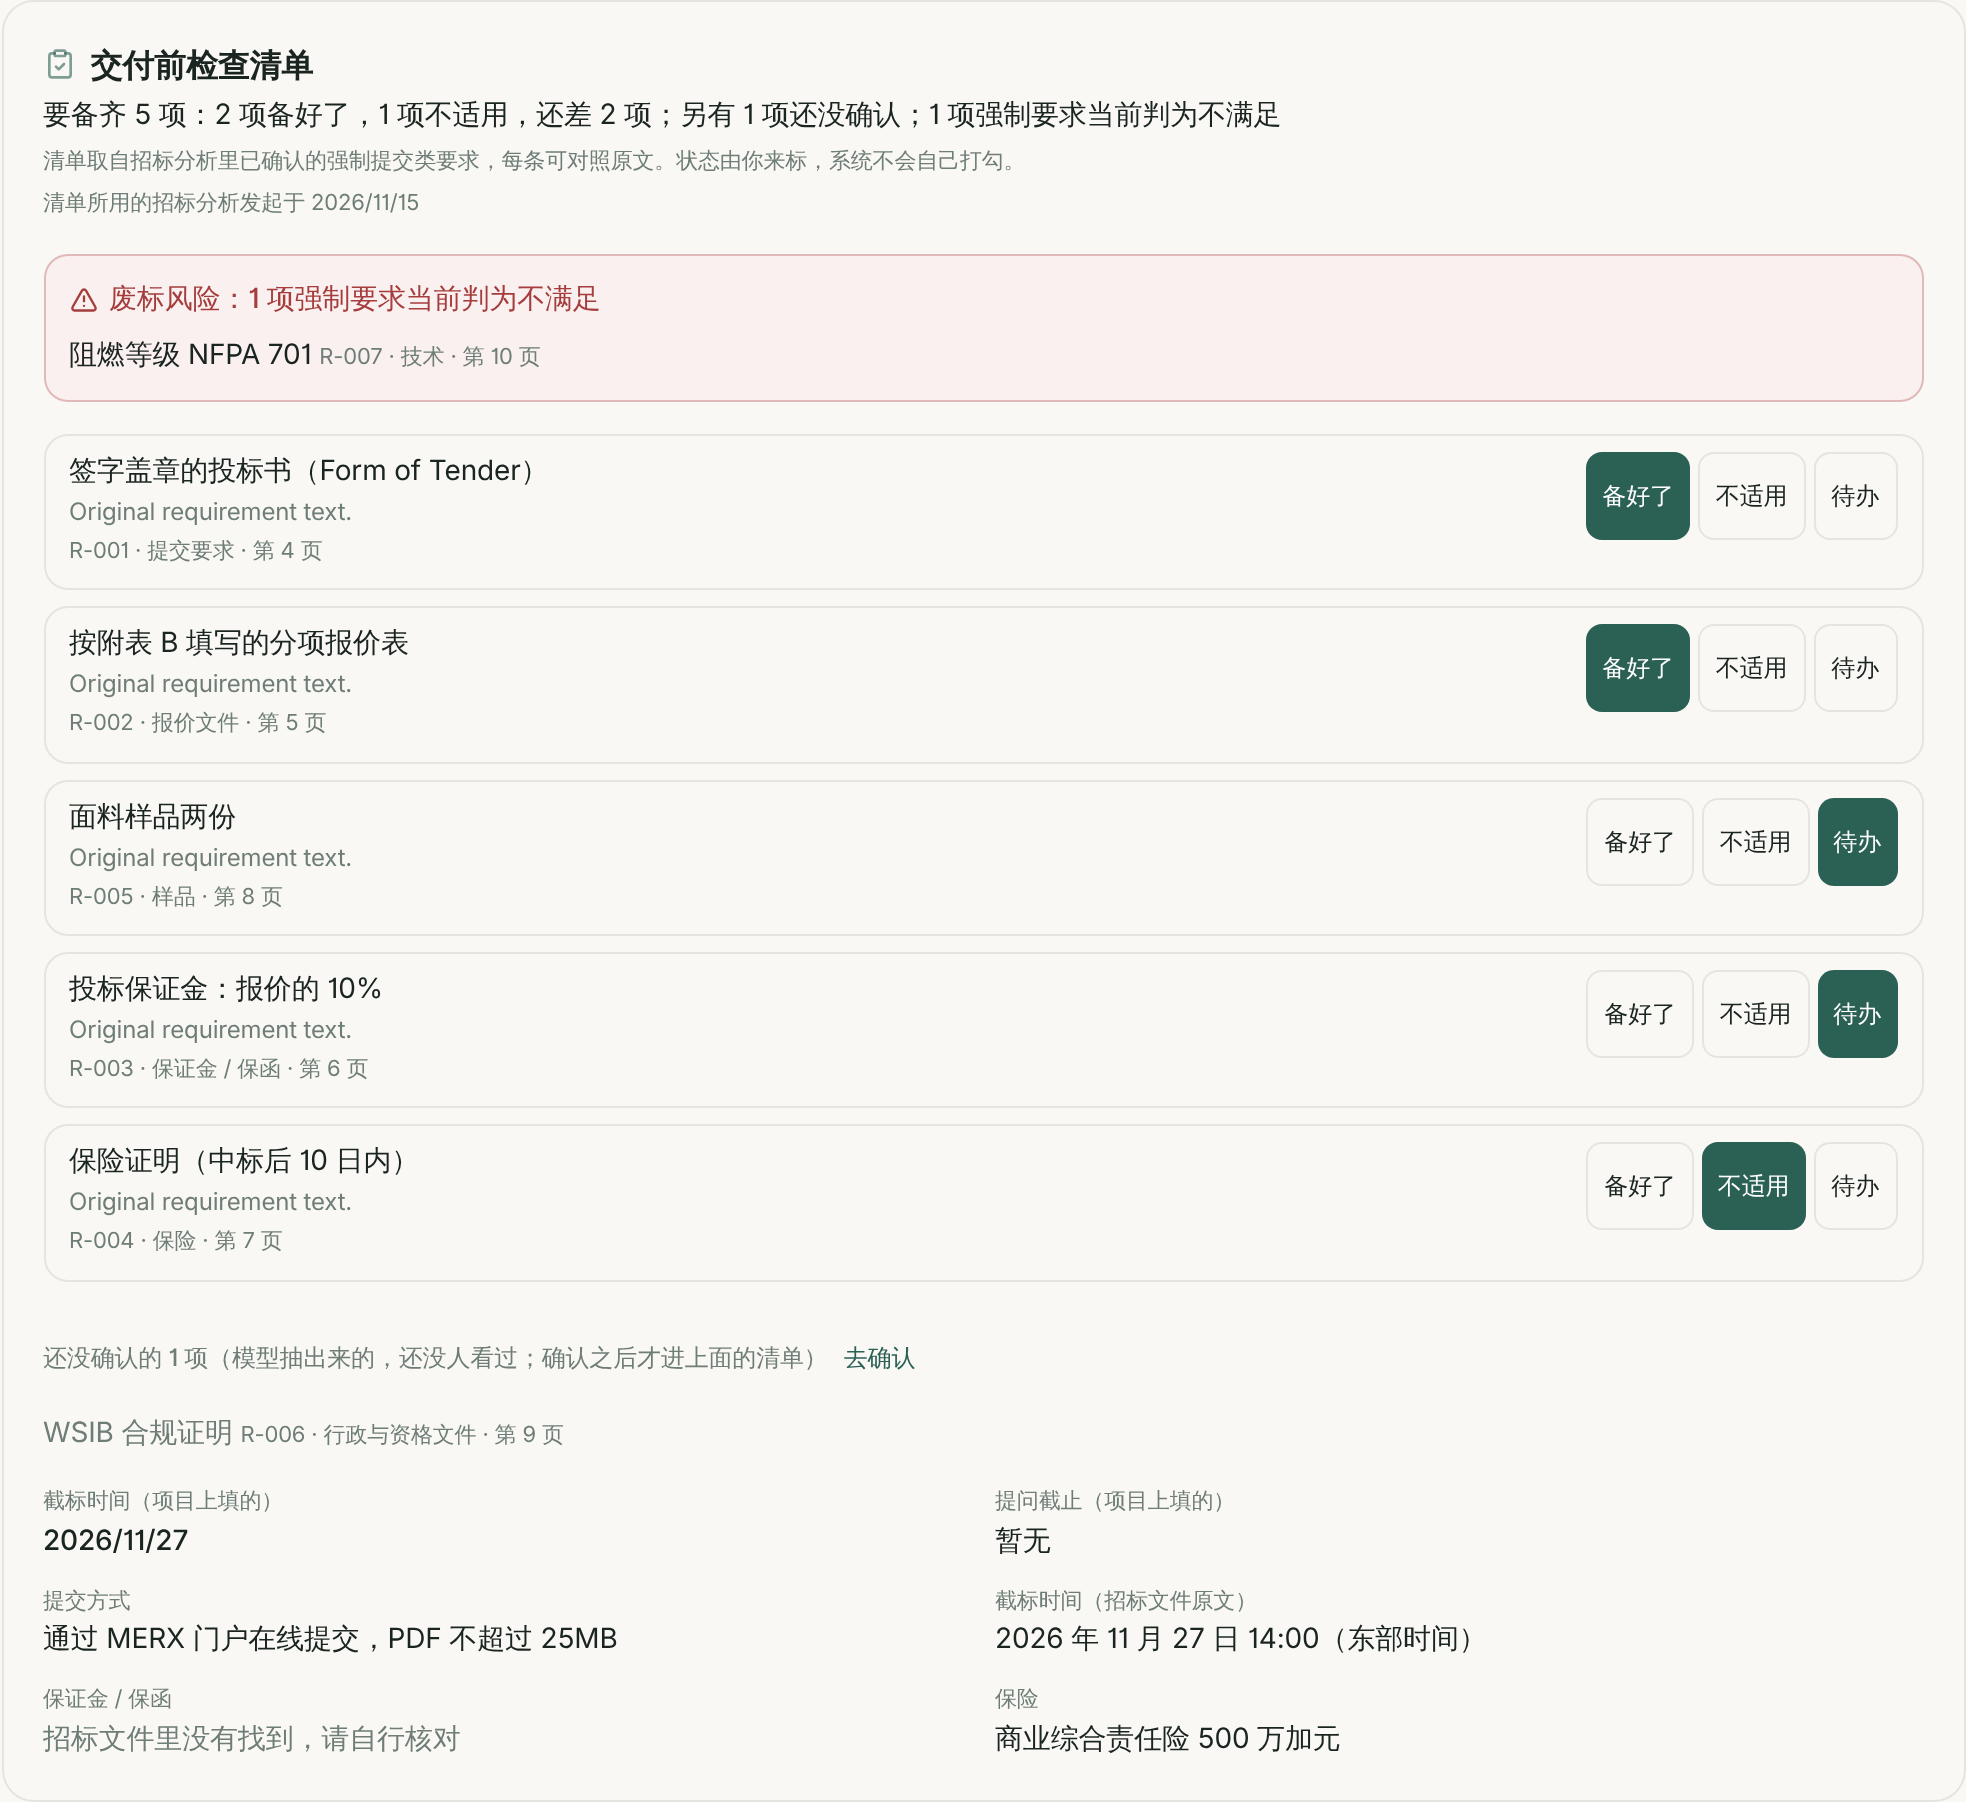 交付前检查清单
要备齐 5 项：2 项备好了，1 项不适用，还差 2 项；另有 1 项还没确认；1 项强制要求当前判为不满足
清单取自招标分析里已确认的强制提交类要求，每条可对照原文。状态由你来标，系统不会自己打勾。
清单所用的招标分析发起于 2026/11/15
废标风险：1 项强制要求当前判为不满足
阻燃等级 NFPA 701 R-007 · 技术 · 第 10 页
签字盖章的投标书（Form of Tender）
Original requirement text.
R-001 · 提交要求 · 第 4 页
备好了 不适用 待办
按附表 B 填写的分项报价表
Original requirement text.
R-002 · 报价文件 · 第 5 页
备好了 不适用 待办
面料样品两份
Original requirement text.
R-005 · 样品 · 第 8 页
备好了 不适用 待办
投标保证金：报价的 10%
Original requirement text.
R-003 · 保证金 / 保函 · 第 6 页
备好了 不适用 待办
保险证明（中标后 10 日内）
Original requirement text.
R-004 · 保险 · 第 7 页
备好了 不适用 待办
还没确认的 1 项（模型抽出来的，还没人看过；确认之后才进上面的清单） 去确认
WSIB 合规证明 R-006 · 行政与资格文件 · 第 9 页
截标时间（项目上填的）
2026/11/27
提问截止（项目上填的）
暂无
提交方式
通过 MERX 门户在线提交，PDF 不超过 25MB
截标时间（招标文件原文）
2026 年 11 月 27 日 14:00（东部时间）
保证金 / 保函
招标文件里没有找到，请自行核对
保险
商业综合责任险 500 万加元